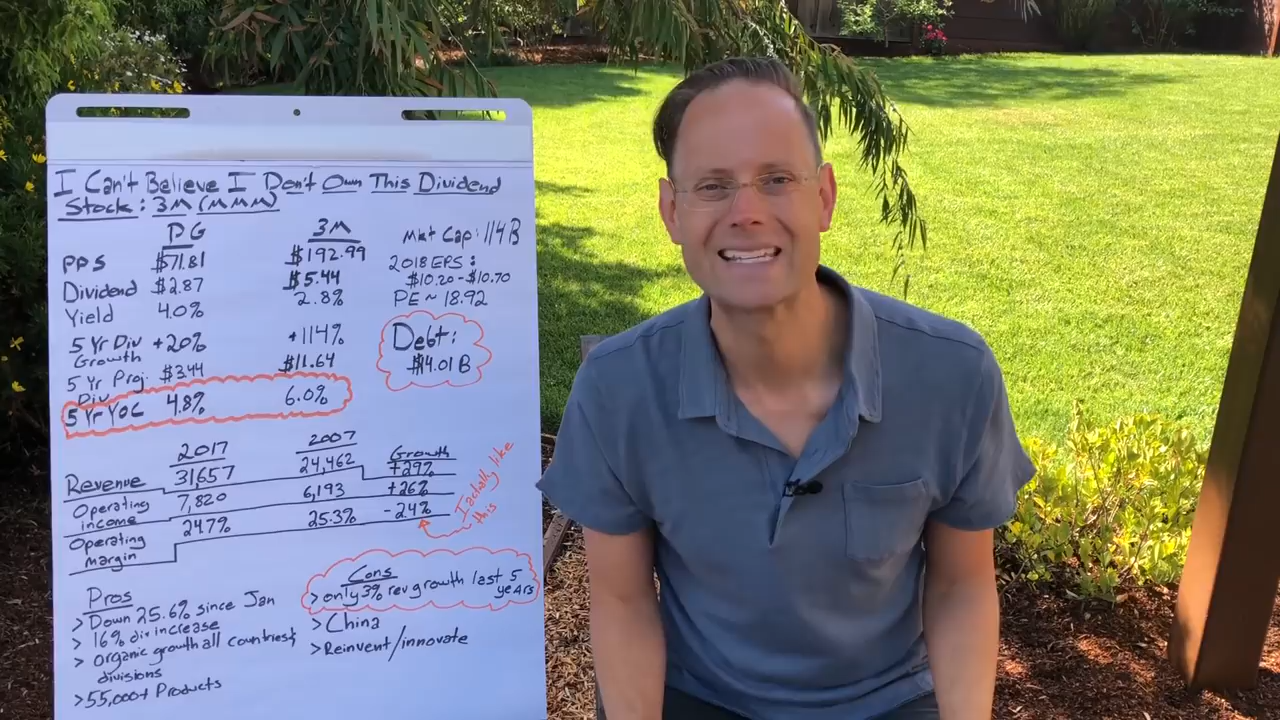 I Can't Believe I Don't Own This Dividend
Stock: 3M (MMM)
PG 3M
PPS $71.81 $192.99
Dividend $2.87 $5.44
Yield 4.0% 2.8%
5 Yr Div Growth +20% +114%
5 Yr Proj. Div $3.44 $11.64
5 Yr YOC 4.8% 6.0%
Mkt Cap: 114B
2018 EPS:
$10.20-$10.70
PE ~ 18.92
Debt:
$14.01 B
2017 2007 Growth
Revenue 31,657 24,462 +29%
Operating income 7,820 6,193 +26%
Operating margin 24.7% 25.3% -2.4%
I actually like
this
Pros
> Down 25.6% since Jan
> 16% div increase
> Organic growth all countries &
divisions
> 55,000+ Products
Cons
> only 3% rev growth last 5
years
> China
> Reinvent/innovate